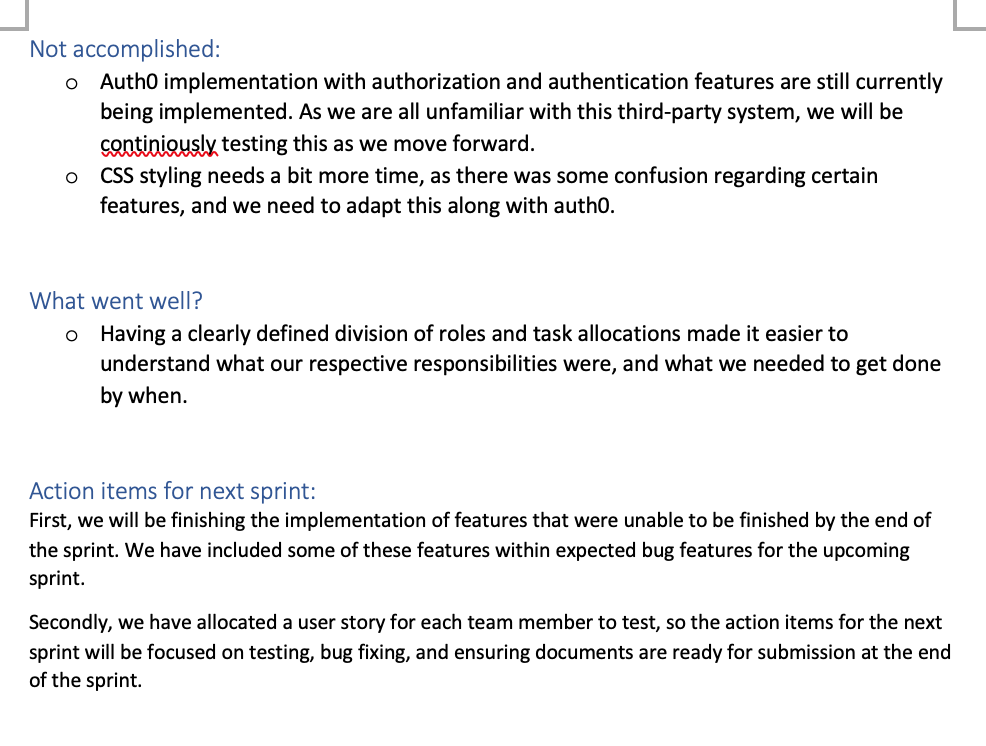 Not accomplished:
o Auth0 implementation with authorization and authentication features are still currently
being implemented. As we are all unfamiliar with this third-party system, we will be
continiously testing this as we move forward.
o CSS styling needs a bit more time, as there was some confusion regarding certain
features, and we need to adapt this along with auth0.
What went well?
o Having a clearly defined division of roles and task allocations made it easier to
understand what our respective responsibilities were, and what we needed to get done
by when.
Action items for next sprint:
First, we will be finishing the implementation of features that were unable to be finished by the end of
the sprint. We have included some of these features within expected bug features for the upcoming
sprint.
Secondly, we have allocated a user story for each team member to test, so the action items for the next
sprint will be focused on testing, bug fixing, and ensuring documents are ready for submission at the end
of the sprint.